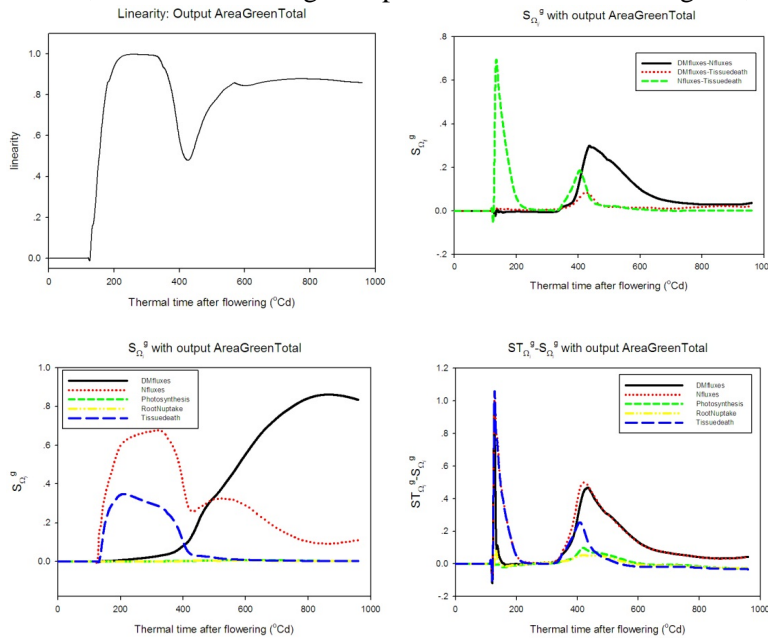 Linearity: Output AreaGreenTotal
linearity
1.0
.8
.6
.4
.2
0.0
0 200 400 600 800 1000
Thermal time after flowering (°Cd)
S_Ωij^g with output AreaGreenTotal
S_Ωij^g
.8
.6
.4
.2
0.0
-.2
DMfluxes-Nfluxes
DMfluxes-Tissuedeath
Nfluxes-Tissuedeath
0 200 400 600 800 1000
Thermal time after flowering (°Cd)
S_Ωi^g with output AreaGreenTotal
S_Ωi^g
1.0
.8
.6
.4
.2
0.0
DMfluxes
Nfluxes
Photosynthesis
RootNuptake
Tissuedeath
0 200 400 600 800 1000
Thermal time after flowering (°Cd)
ST_Ωi^g-S_Ωi^g with output AreaGreenTotal
ST_Ωi^g-S_Ωi^g
1.2
1.0
.8
.6
.4
.2
0.0
-.2
DMfluxes
Nfluxes
Photosynthesis
RootNuptake
Tissuedeath
0 200 400 600 800 1000
Thermal time after flowering (°Cd)